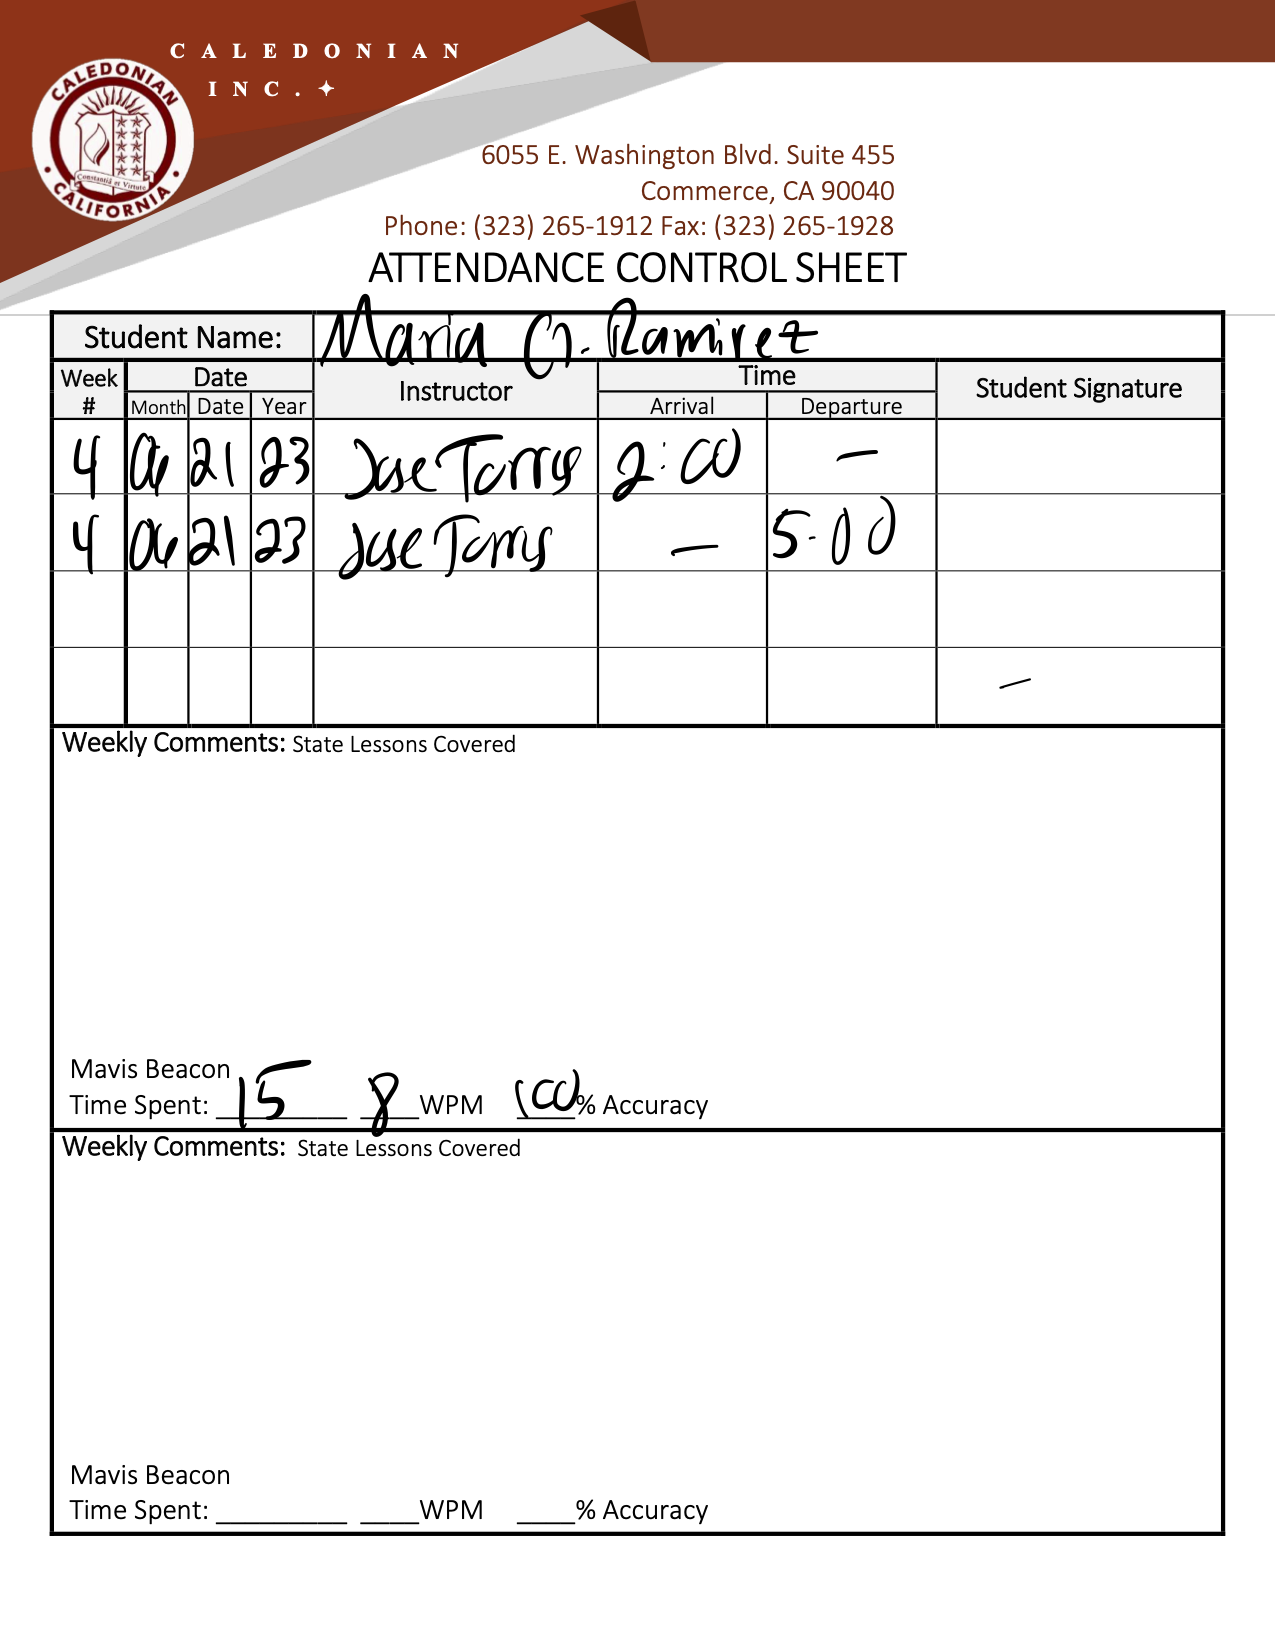 CALEDONIAN
INC.
CALEDONIAN
Constantia et Virtute
CALIFORNIA
6055 E. Washington Blvd. Suite 455
Commerce, CA 90040
Phone: (323) 265-1912 Fax: (323) 265-1928
ATTENDANCE CONTROL SHEET
Student Name: Maria G. Ramirez
Week # Date Instructor Time Student Signature
Month Date Year Arrival Departure
4 06 21 23 Jose Torres 2:00 —
4 06 21 23 Jose Torres — 5:00
—
Weekly Comments: State Lessons Covered
Mavis Beacon
Time Spent: 15 8 WPM 100% Accuracy
Weekly Comments: State Lessons Covered
Mavis Beacon
Time Spent: _________ ____WPM ____% Accuracy